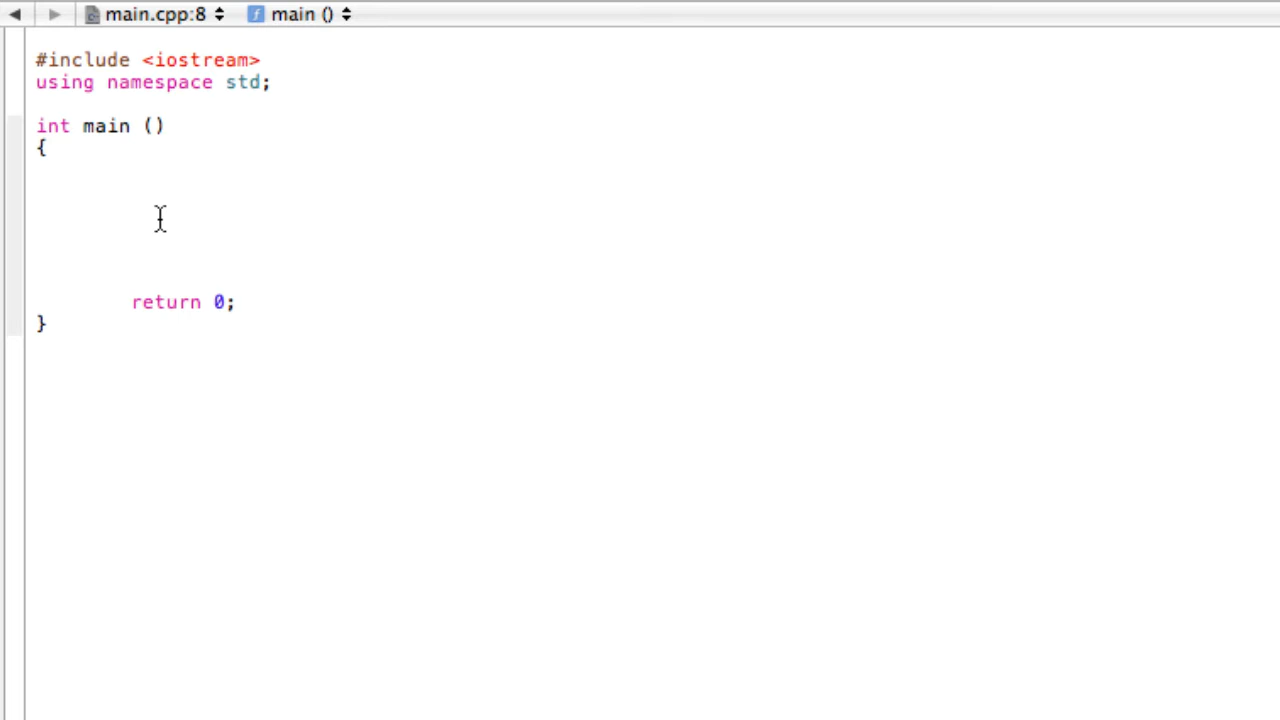 main.cpp:8 main ()
#include <iostream>
using namespace std;
int main ()
{
return 0;
}